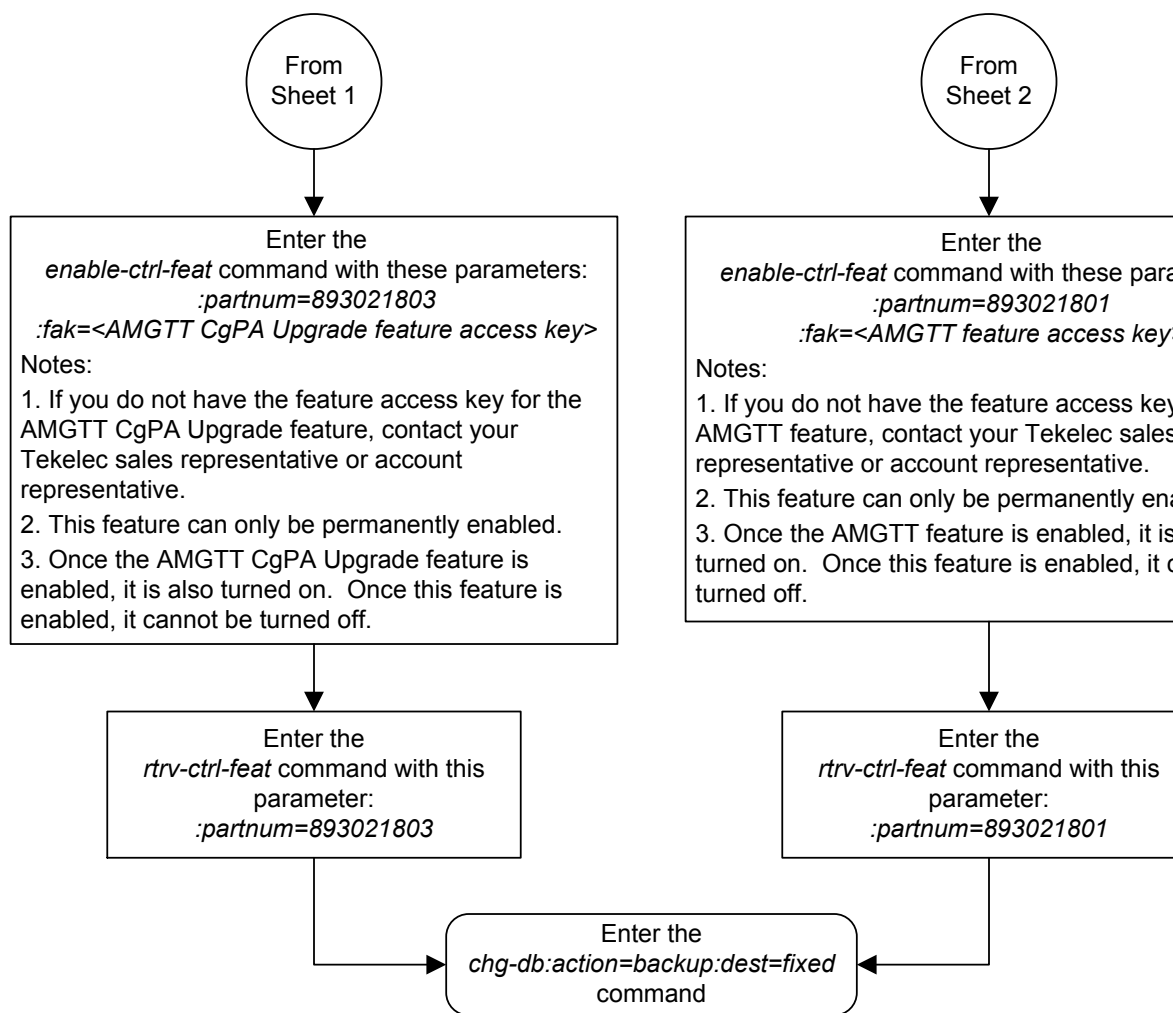 From
Sheet 1
Enter the
enable-ctrl-feat command with these parameters:
:partnum=893021803
:fak=<AMGTT CgPA Upgrade feature access key>
Notes:
1. If you do not have the feature access key for the
AMGTT CgPA Upgrade feature, contact your
Tekelec sales representative or account
representative.
2. This feature can only be permanently enabled.
3. Once the AMGTT CgPA Upgrade feature is
enabled, it is also turned on.  Once this feature is
enabled, it cannot be turned off.
Enter the
rtrv-ctrl-feat command with this
parameter:
:partnum=893021803
From
Sheet 2
Enter the
enable-ctrl-feat command with these
:partnum=893021801
:fak=<AMGTT feature access key
Notes:
1. If you do not have the feature access key
AMGTT feature, contact your Tekelec sales
representative or account representative.
2. This feature can only be permanently
3. Once the AMGTT feature is enabled, it is
turned on.  Once this feature is enabled, it
turned off.
Enter the
rtrv-ctrl-feat command with this
parameter:
:partnum=893021801
Enter the
chg-db:action=backup:dest=fixed
command